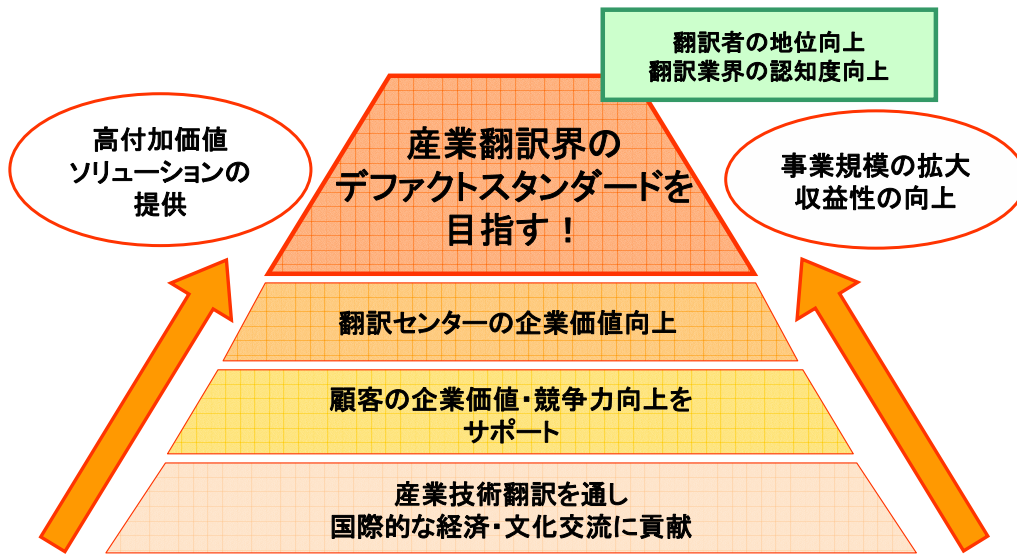 翻訳者の地位向上
翻訳業界の認知度向上
高付加価値
ソリューションの
提供
産業翻訳界の
デファクトスタンダードを
目指す！
事業規模の拡大
収益性の向上
翻訳センターの企業価値向上
顧客の企業価値・競争力向上を
サポート
産業技術翻訳を通し
国際的な経済・文化交流に貢献